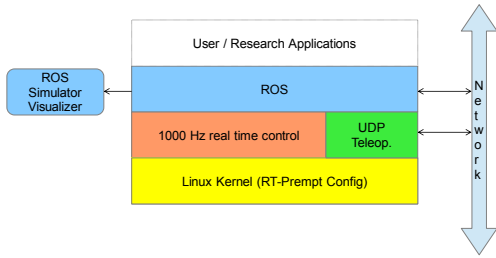 User / Research Applications
ROS
Simulator
Visualizer
ROS
1000 Hz real time control
UDP
Teleop.
Linux Kernel (RT-Prempt Config)
N
e
t
w
o
r
k